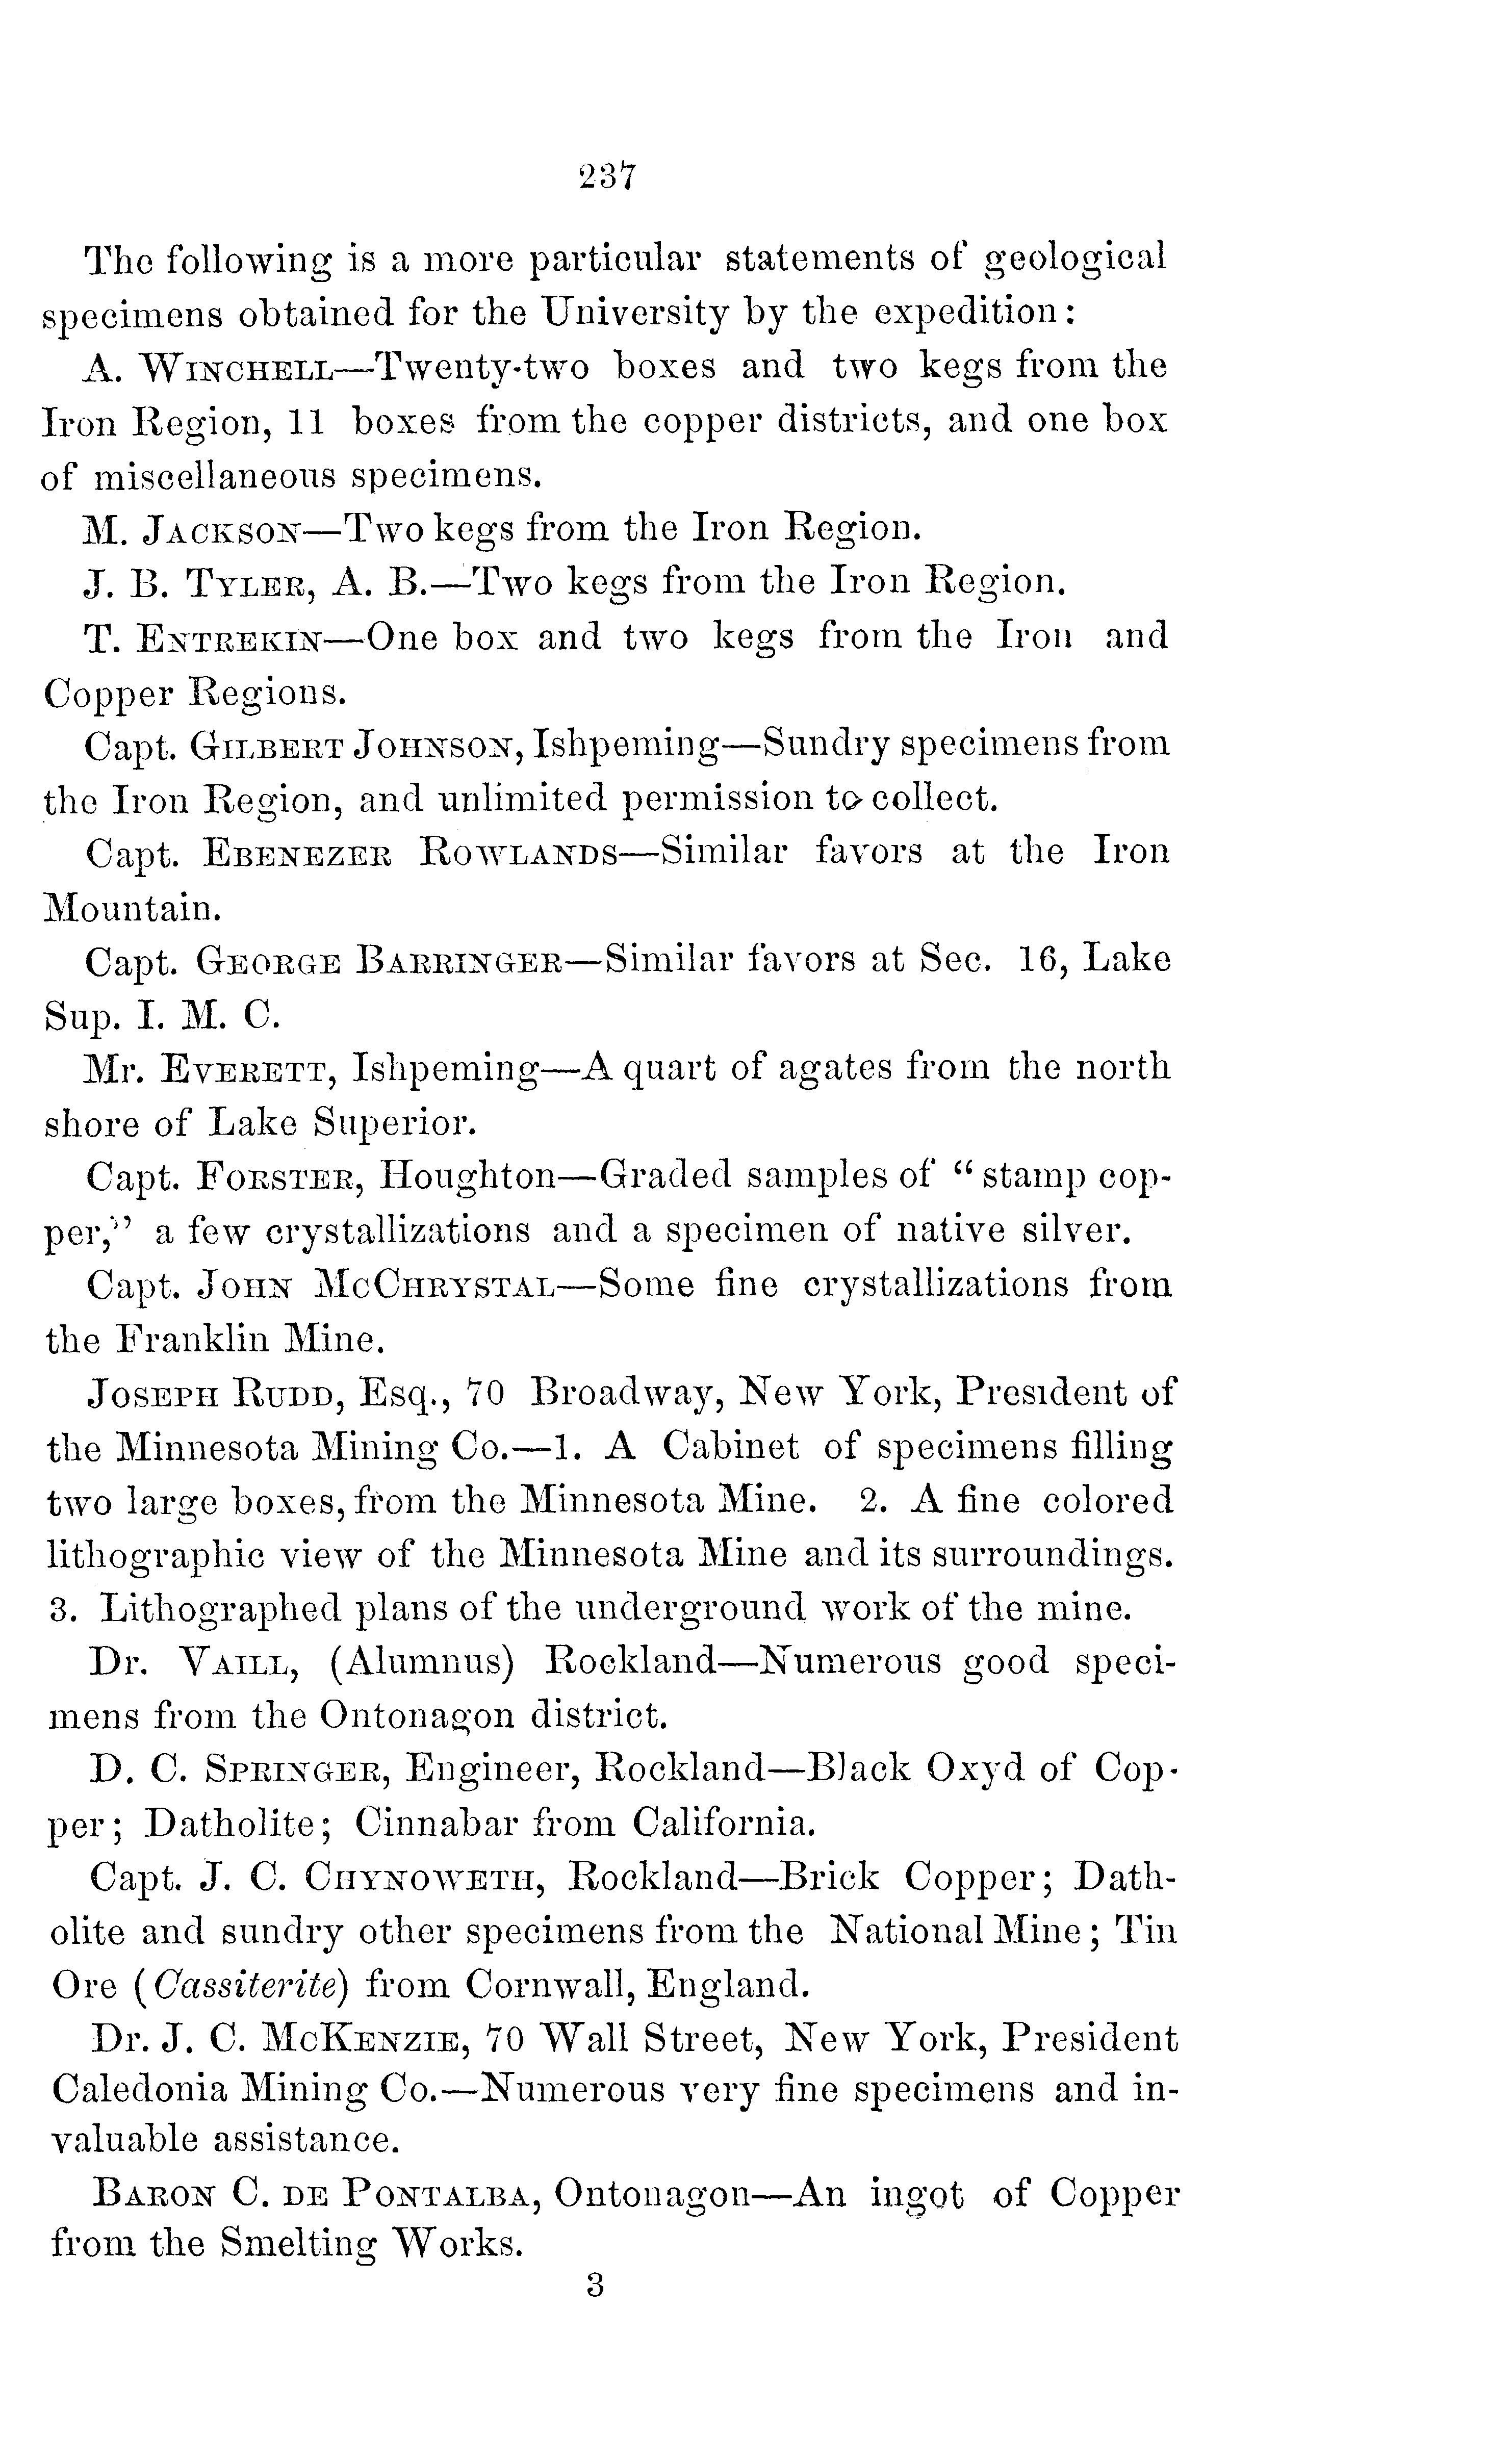 237
The following is a more particular statements of geological
specimens obtained for the University by the expedition:
A. WINCHELL—Twenty-two boxes and two kegs from the
Iron Region, 11 boxes from the copper districts, and one box
of miscellaneous specimens.
M. JACKSON—Two kegs from the Iron Region.
J. B. TYLER, A. B.—Two kegs from the Iron Region.
T. ENTREKIN—One box and two kegs from the Iron and
Copper Regions.
Capt. GILBERT JOHNSON, Ishpeming—Sundry specimens from
the Iron Region, and unlimited permission to collect.
Capt. EBENEZER ROWLANDS—Similar favors at the Iron
Mountain.
Capt. GEORGE BARRINGER—Similar favors at Sec. 16, Lake
Sup. I. M. C.
Mr. EVERETT, Ishpeming—A quart of agates from the north
shore of Lake Superior.
Capt. FORSTER, Houghton—Graded samples of "stamp cop-
per," a few crystallizations and a specimen of native silver.
Capt. JOHN MCCHRYSTAL—Some fine crystallizations from
the Franklin Mine.
JOSEPH RUDD, Esq., 70 Broadway, New York, President of
the Minnesota Mining Co.—1. A Cabinet of specimens filling
two large boxes, from the Minnesota Mine. 2. A fine colored
lithographic view of the Minnesota Mine and its surroundings.
3. Lithographed plans of the underground work of the mine.
Dr. VAILL, (Alumnus) Rockland—Numerous good speci-
mens from the Ontonagon district.
D. C. SPRINGER, Engineer, Rockland—Black Oxyd of Cop-
per; Datholite; Cinnabar from California.
Capt. J. C. CHYNOWETH, Rockland—Brick Copper; Dath-
olite and sundry other specimens from the National Mine; Tin
Ore (Cassiterite) from Cornwall, England.
Dr. J. C. MCKENZIE, 70 Wall Street, New York, President
Caledonia Mining Co.—Numerous very fine specimens and in-
valuable assistance.
BARON C. DE PONTALBA, Ontonagon—An ingot of Copper
from the Smelting Works.
3